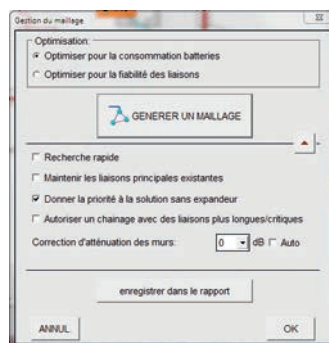 Gestion du maillage
Optimisation:
Optimiser pour la consommation batteries
Optimiser pour la fiabilité des liaisons
GENERER UN MAILLAGE
Recherche rapide
Maintenir les liaisons principales existantes
Donner la priorité à la solution sans expandeur
Autoriser un chainage avec des liaisons plus longues/critiques
Correction d'atténuation des murs: 0 dB Auto
enregistrer dans le rapport
ANNUL. OK